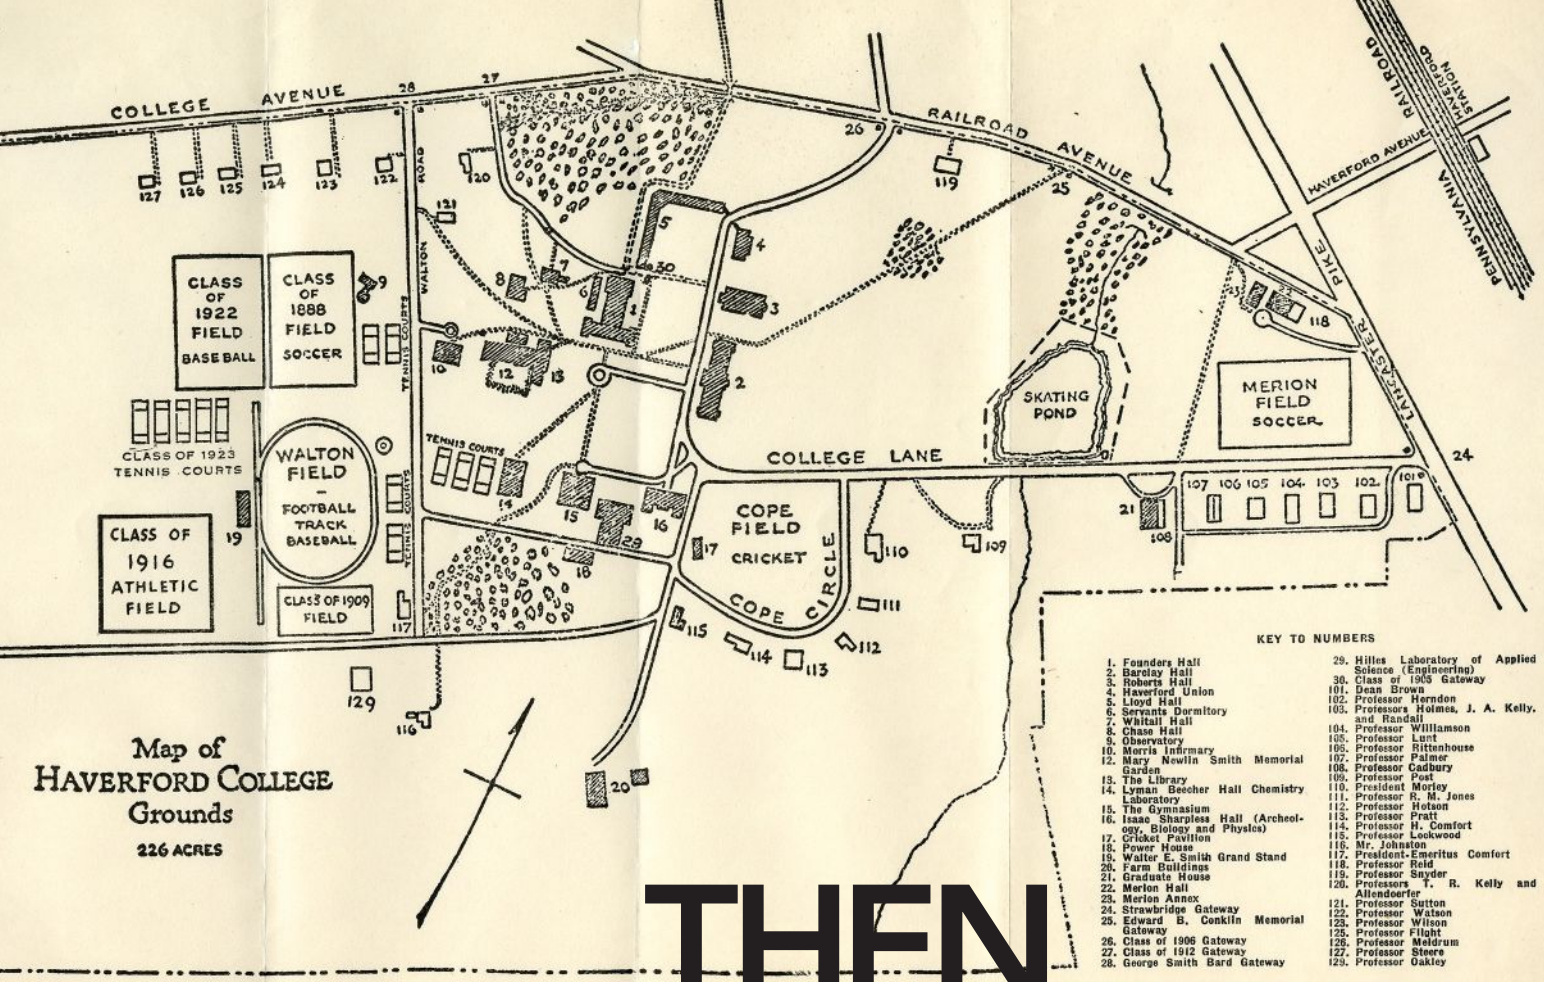 COLLEGE AVENUE
28
27
26
RAILROAD AVENUE
25
HAVERFORD AVENUE
RAILROAD
HAVERFORD STATION
PENNSYLVANIA
LANCASTER PIKE
127
126
125
124
123
122
ROAD
120
121
119
WALTON
5
4
30
3
7
8
6
1
9
CLASS
OF
1922
FIELD
BASEBALL
CLASS
OF
1888
FIELD
SOCCER
TENNIS COURTS
10
12
13
2
118
SKATING
POND
MERION
FIELD
SOCCER
CLASS OF 1923
TENNIS COURTS
WALTON
FIELD
-
FOOTBALL
TRACK
BASEBALL
TENNIS COURTS
TENNIS COURTS
14
15
16
29
18
17
COLLEGE LANE
24
107 106 105 104 103 102 101
21
108
COPE
FIELD
CRICKET
COPE CIRCLE
110
109
111
112
113
114
115
19
CLASS OF
1916
ATHLETIC
FIELD
CLASS OF 1909
FIELD
117
129
116
20
Map of
HAVERFORD COLLEGE
Grounds
226 ACRES
KEY TO NUMBERS
1. Founders Hall
2. Barclay Hall
3. Roberts Hall
4. Haverford Union
5. Lloyd Hall
6. Servants Dormitory
7. Whitall Hall
8. Chase Hall
9. Observatory
10. Morris Infirmary
12. Mary Newlin Smith Memorial
Garden
13. The Library
14. Lyman Beecher Hall Chemistry
Laboratory
15. The Gymnasium
16. Isaac Sharpless Hall (Archeol-
ogy, Biology and Physics)
17. Cricket Pavilion
18. Power House
19. Walter E. Smith Grand Stand
20. Farm Buildings
21. Graduate House
22. Merion Hall
23. Merion Annex
24. Strawbridge Gateway
25. Edward B. Conklin Memorial
Gateway
26. Class of 1906 Gateway
27. Class of 1912 Gateway
28. George Smith Bard Gateway
29. Hilles Laboratory of Applied
Science (Engineering)
30. Class of 1905 Gateway
101. Dean Brown
102. Professor Herndon
103. Professors Holmes, J. A. Kelly,
and Randall
104. Professor Williamson
105. Professor Lunt
106. Professor Rittenhouse
107. Professor Palmer
108. Professor Cadbury
109. Professor Post
110. President Morley
111. Professor R. M. Jones
112. Professor Hotson
113. Professor Pratt
114. Professor H. Comfort
115. Professor Lockwood
116. Mr. Johnston
117. President-Emeritus Comfort
118. Professor Reid
119. Professor Snyder
120. Professors T. R. Kelly and
Allendoerfer
121. Professor Sutton
122. Professor Watson
123. Professor Wilson
125. Professor Flight
126. Professor Meldrum
127. Professor Steere
129. Professor Oakley
THEN